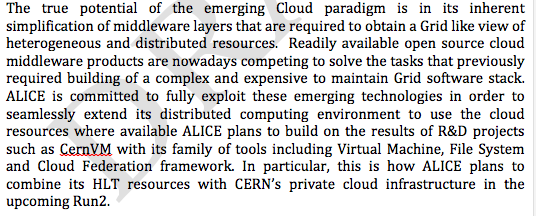 The true potential of the emerging Cloud paradigm is in its inherent
simplification of middleware layers that are required to obtain a Grid like view of
heterogeneous and distributed resources. Readily available open source cloud
middleware products are nowadays competing to solve the tasks that previously
required building of a complex and expensive to maintain Grid software stack.
ALICE is committed to fully exploit these emerging technologies in order to
seamlessly extend its distributed computing environment to use the cloud
resources where available ALICE plans to build on the results of R&D projects
such as CernVM with its family of tools including Virtual Machine, File System
and Cloud Federation framework. In particular, this is how ALICE plans to
combine its HLT resources with CERN's private cloud infrastructure in the
upcoming Run2.